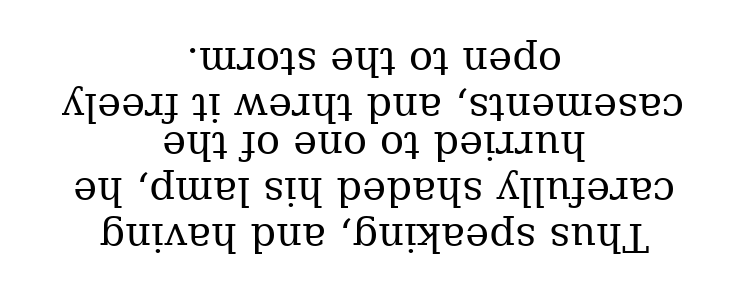 Thus speaking, and having
carefully shaded his lamp, he
hurried to one of the
casements, and threw it freely
open to the storm.